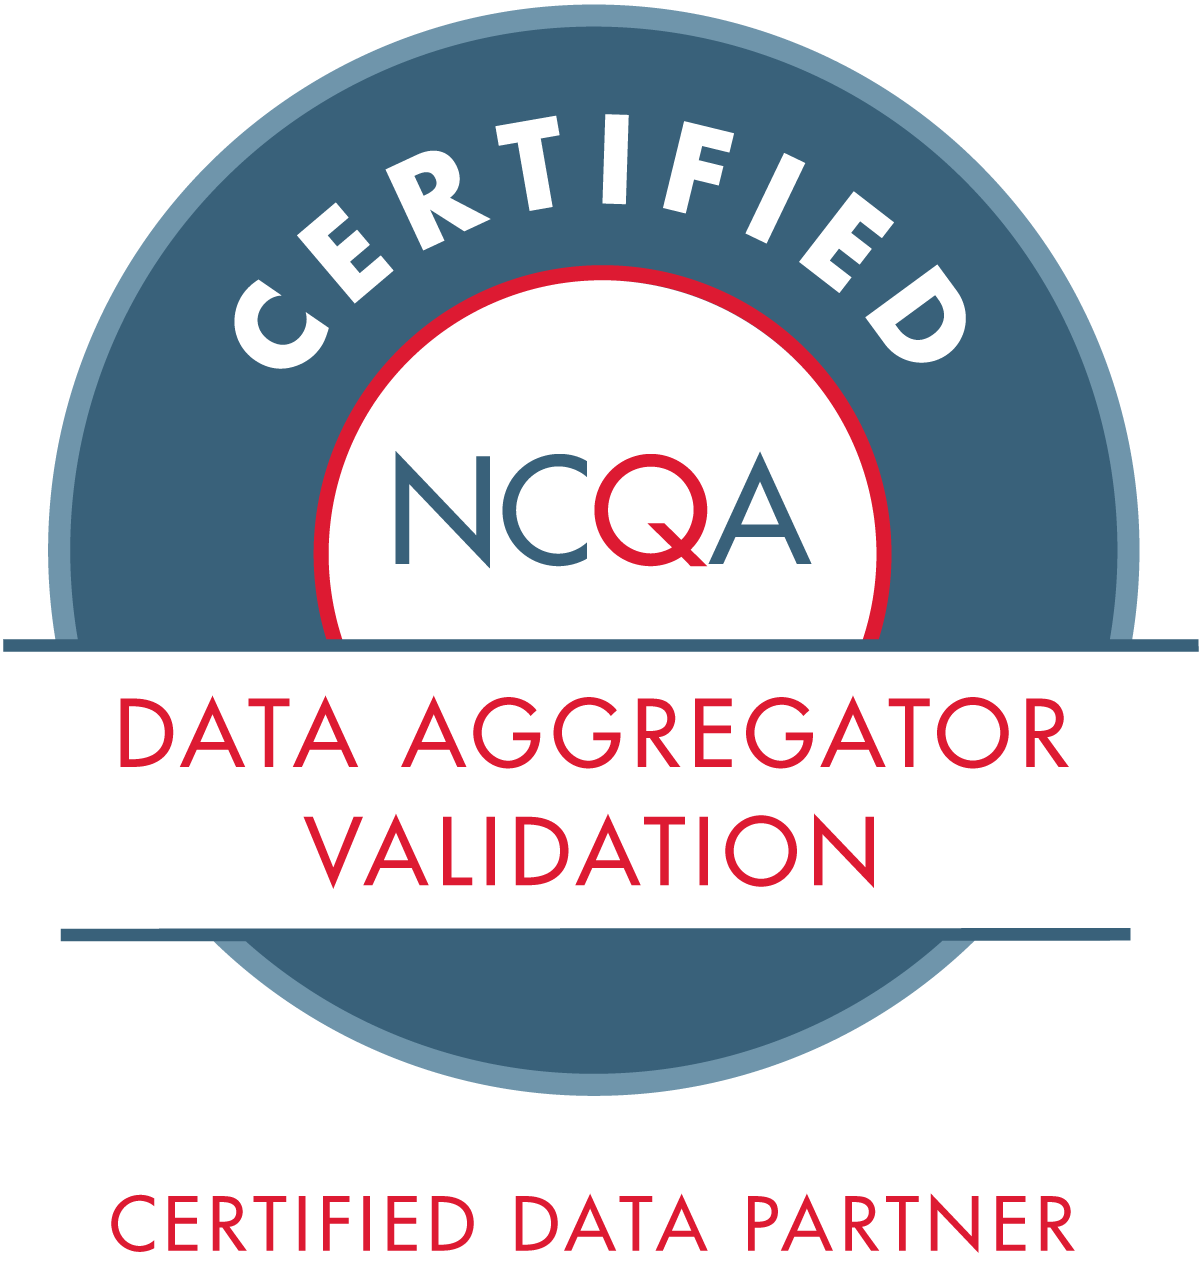 CERTIFIED
NCQA
DATA AGGREGATOR
VALIDATION
CERTIFIED DATA PARTNER